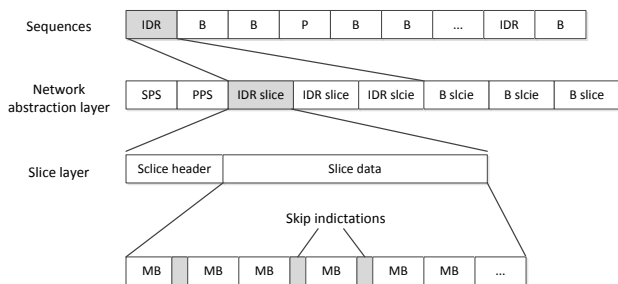 Sequences IDR B B P B B ... IDR B
Network abstraction layer SPS PPS IDR slice IDR slice IDR slcie B slcie B slcie B slice
Slice layer Sclice header Slice data
Skip indictations
MB MB MB MB MB MB ...